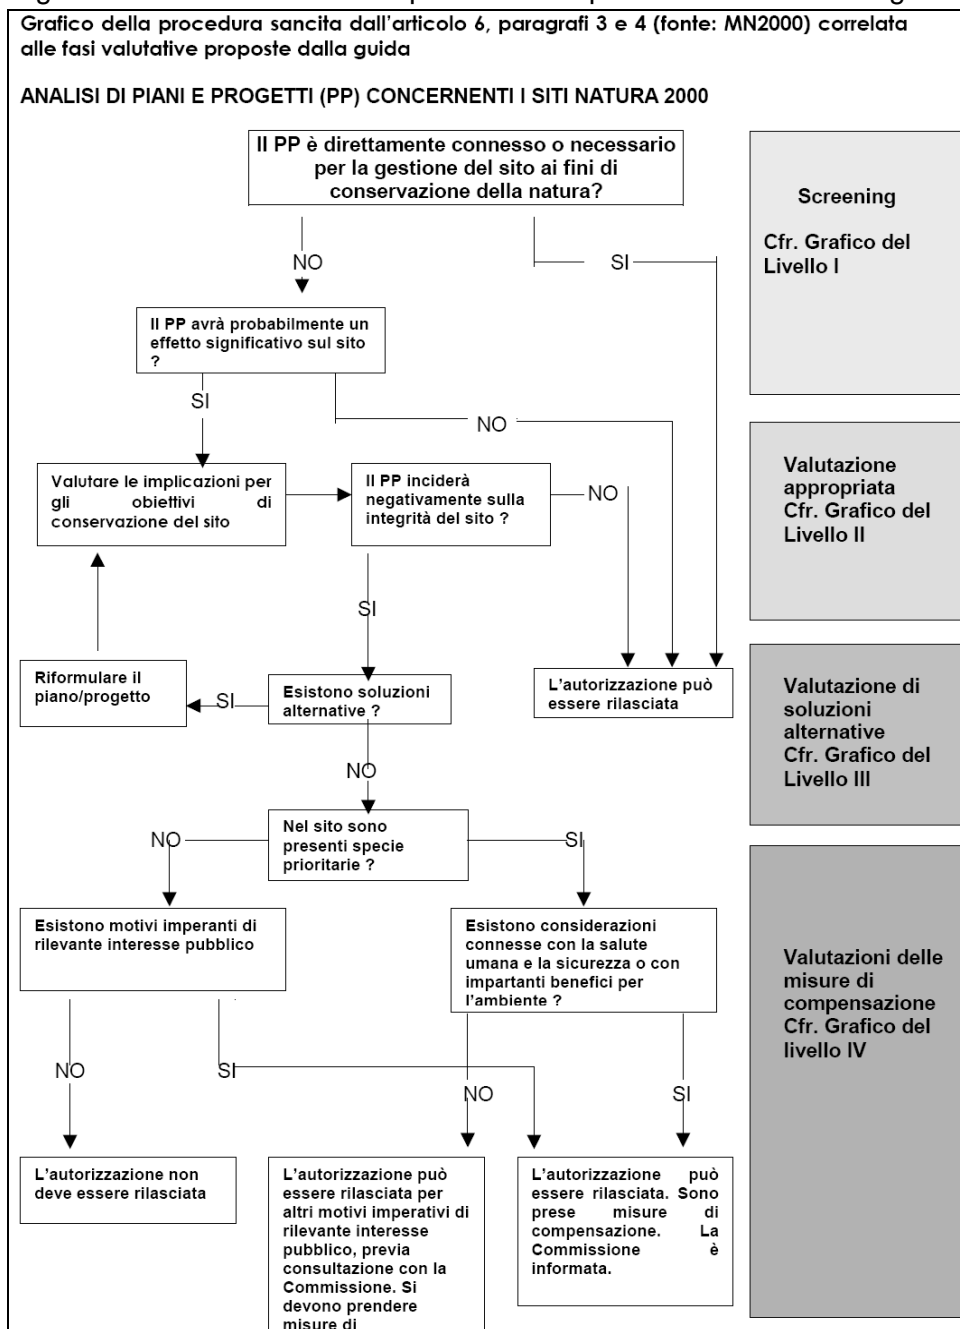 Grafico della procedura sancita dall'articolo 6, paragrafi 3 e 4 (fonte: MN2000) correlata
alle fasi valutative proposte dalla guida
ANALISI DI PIANI E PROGETTI (PP) CONCERNENTI I SITI NATURA 2000
Il PP è direttamente connesso o necessario
per la gestione del sito ai fini di
conservazione della natura?
Screening
Cfr. Grafico del
Livello I
NO
SI
Il PP avrà probabilmente un
effetto significativo sul sito
?
SI
NO
Valutare le implicazioni per
gli obiettivi di
conservazione del sito
Il PP inciderà
negativamente sulla
integrità del sito ?
NO
Valutazione
appropriata
Cfr. Grafico del
Livello II
SI
Riformulare il
piano/progetto
SI
Esistono soluzioni
alternative ?
L'autorizzazione può
essere rilasciata
Valutazione di
soluzioni
alternative
Cfr. Grafico del
Livello III
NO
Nel sito sono
presenti specie
prioritarie ?
NO
SI
Esistono motivi imperanti di
rilevante interesse pubblico
Esistono considerazioni
connesse con la salute
umana e la sicurezza o con
impartanti benefici per
l'ambiente ?
Valutazioni delle
misure di
compensazione
Cfr. Grafico del
livello IV
NO
SI
NO
SI
L'autorizzazione non
deve essere rilasciata
L'autorizzazione può
essere rilasciata per
altri motivi imperativi di
rilevante interesse
pubblico, previa
consultazione con la
Commissione. Si
devono prendere
misure di
L'autorizzazione può
essere rilasciata. Sono
prese misure di
compensazione. La
Commissione è
informata.